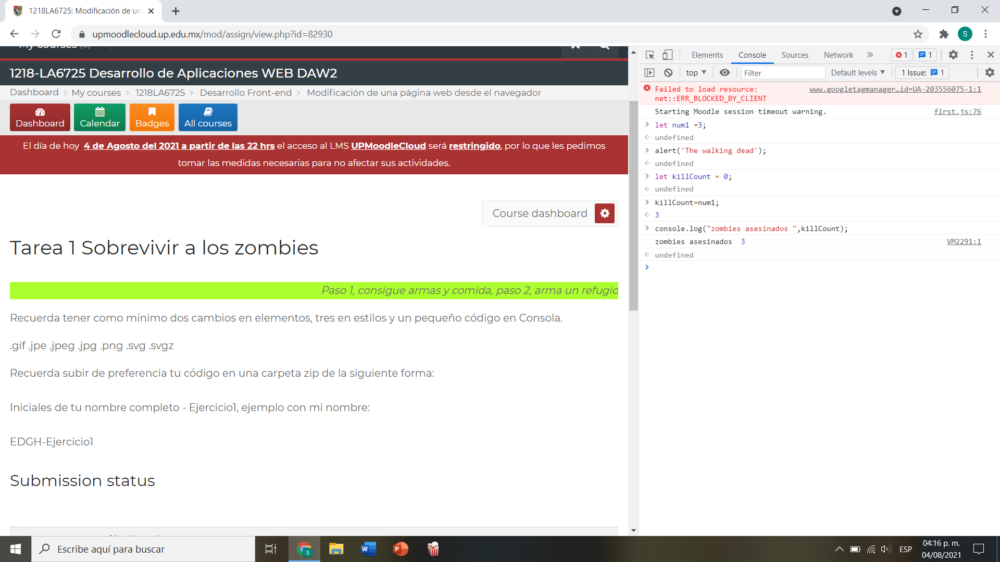 1218LA6725: Modificación de un
upmoodlecloud.up.edu.mx/mod/assign/view.php?id=82930
S
My courses
1218-LA6725 Desarrollo de Aplicaciones WEB DAW2
Dashboard > My courses > 1218LA6725 > Desarrollo Front-end > Modificación de una página web desde el navegador
Dashboard Calendar Badges All courses
El día de hoy 4 de Agosto del 2021 a partir de las 22 hrs el acceso al LMS UPMoodleCloud será restringido, por lo que les pedimos
tomar las medidas necesarias para no afectar sus actividades.
Course dashboard
Tarea 1 Sobrevivir a los zombies
Paso 1, consigue armas y comida, paso 2, arma un refugio
Recuerda tener como mínimo dos cambios en elementos, tres en estilos y un pequeño código en Consola.
.gif .jpe .jpeg .jpg .png .svg .svgz
Recuerda subir de preferencia tu código en una carpeta zip de la siguiente forma:
Iniciales de tu nombre completo - Ejercicio1, ejemplo con mi nombre:
EDGH-Ejercicio1
Submission status
Elements Console Sources Network » 1 1
top Filter Default levels 1 Issue: 1
Failed to load resource: www.googletagmanager…id=UA-203556075-1:1
net::ERR_BLOCKED_BY_CLIENT
Starting Moodle session timeout warning. first.js:76
> let num1 =3;
undefined
> alert('The walking dead');
undefined
> let killCount = 0;
undefined
> killCount=num1;
3
> console.log("zombies asesinados ",killCount);
zombies asesinados  3 VM2291:1
undefined
>
Escribe aquí para buscar
W
P
ESP
04:16 p. m.
04/08/2021